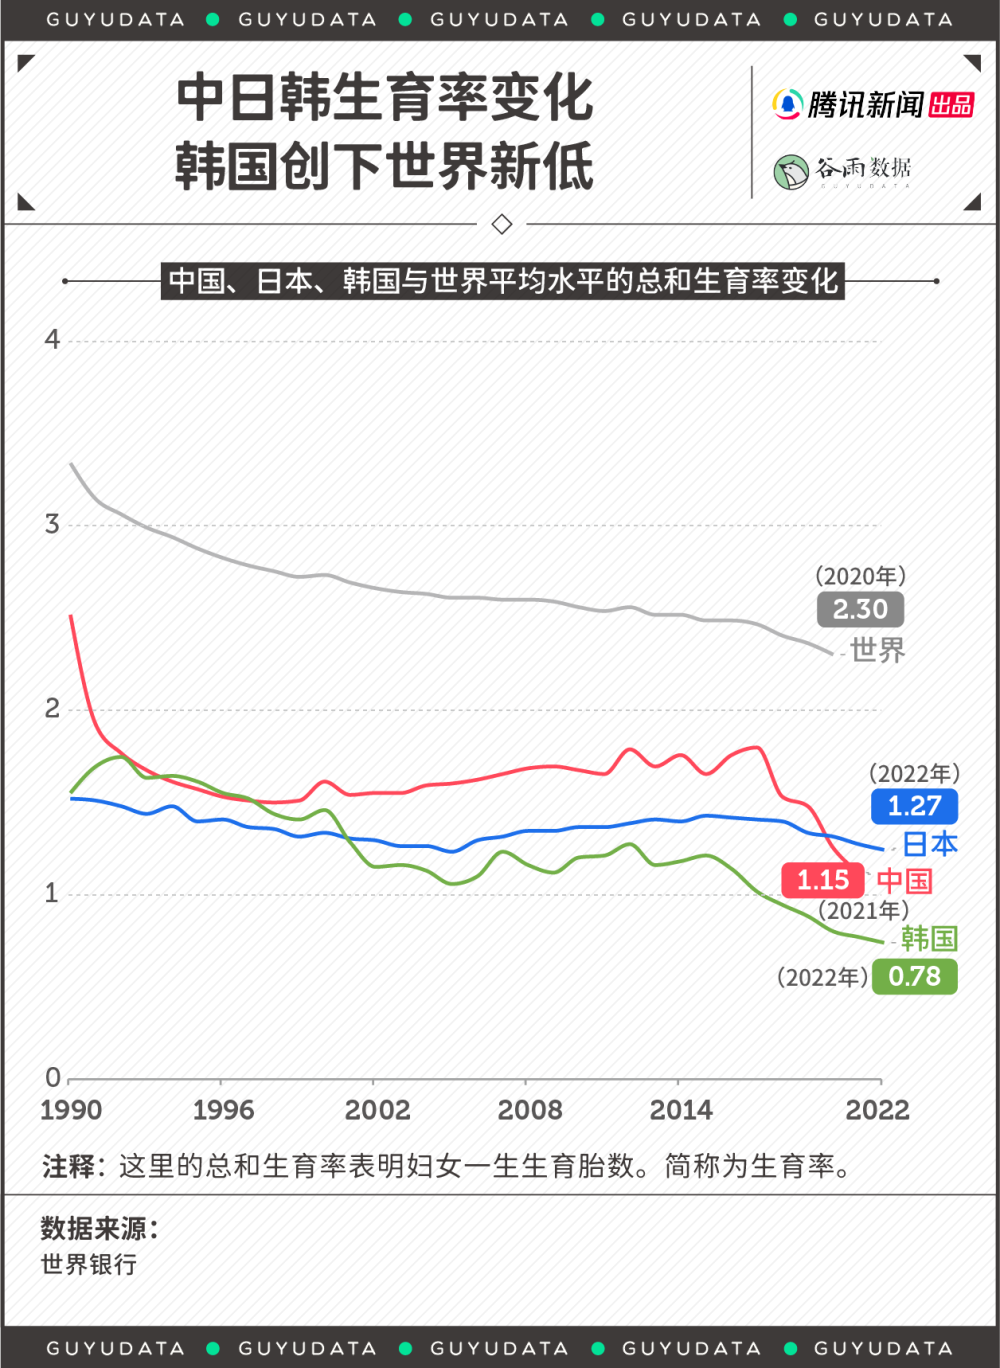 GUYUDATA ● GUYUDATA ● GUYUDATA ● GUYUDATA ● GUYUDATA
中日韩生育率变化
韩国创下世界新低
腾讯新闻 出品
谷雨数据
GUYUDATA
中国、日本、韩国与世界平均水平的总和生育率变化
4
3
(2020年)
2.30
世界
2
(2022年)
1.27
日本
1.15 中国
1
(2021年)
韩国
(2022年) 0.78
0
1990 1996 2002 2008 2014 2022
注释：这里的总和生育率表明妇女一生生育胎数。简称为生育率。
数据来源：
世界银行
GUYUDATA ● GUYUDATA ● GUYUDATA ● GUYUDATA ● GUYUDATA